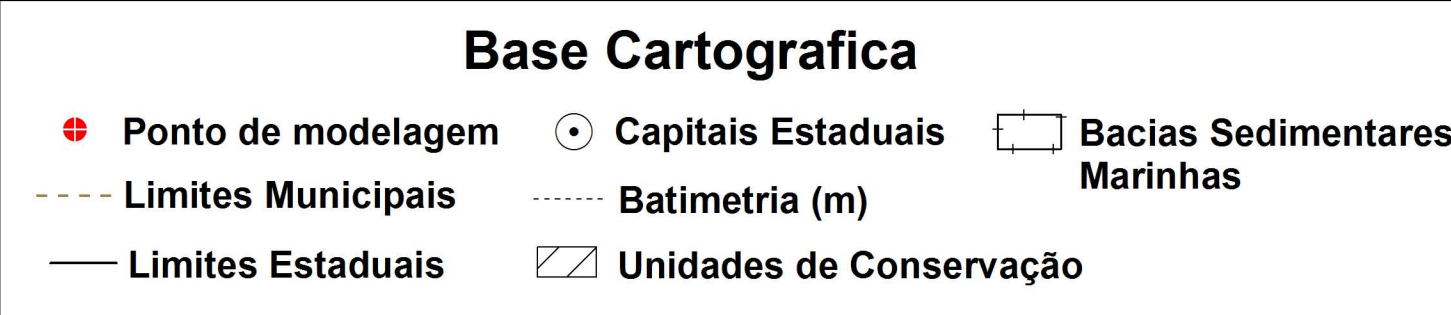 Base Cartografica
Ponto de modelagem
Capitais Estaduais
Bacias Sedimentares
Marinhas
Limites Municipais
Batimetria (m)
Limites Estaduais
Unidades de Conservação